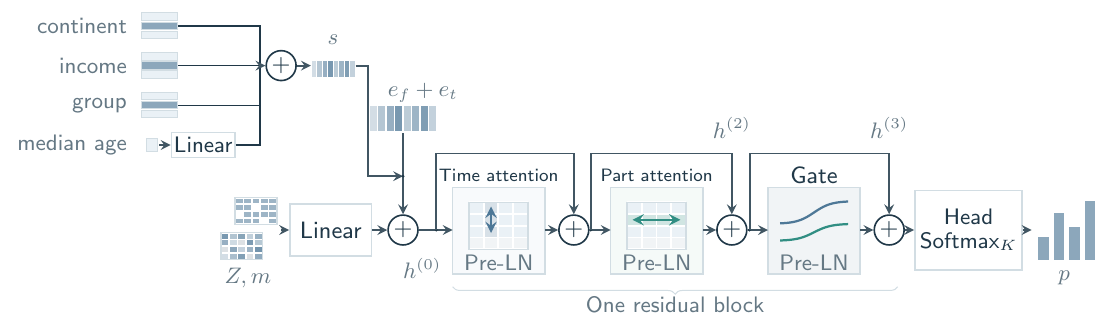 continent
income
group
median age
Linear
+
s
e_f + e_t
h^{(2)}
h^{(3)}
Time attention
Part attention
Gate
Linear
+
+
+
+
Head
Softmax_K
Pre-LN
Pre-LN
Pre-LN
h^{(0)}
Z, m
p
One residual block